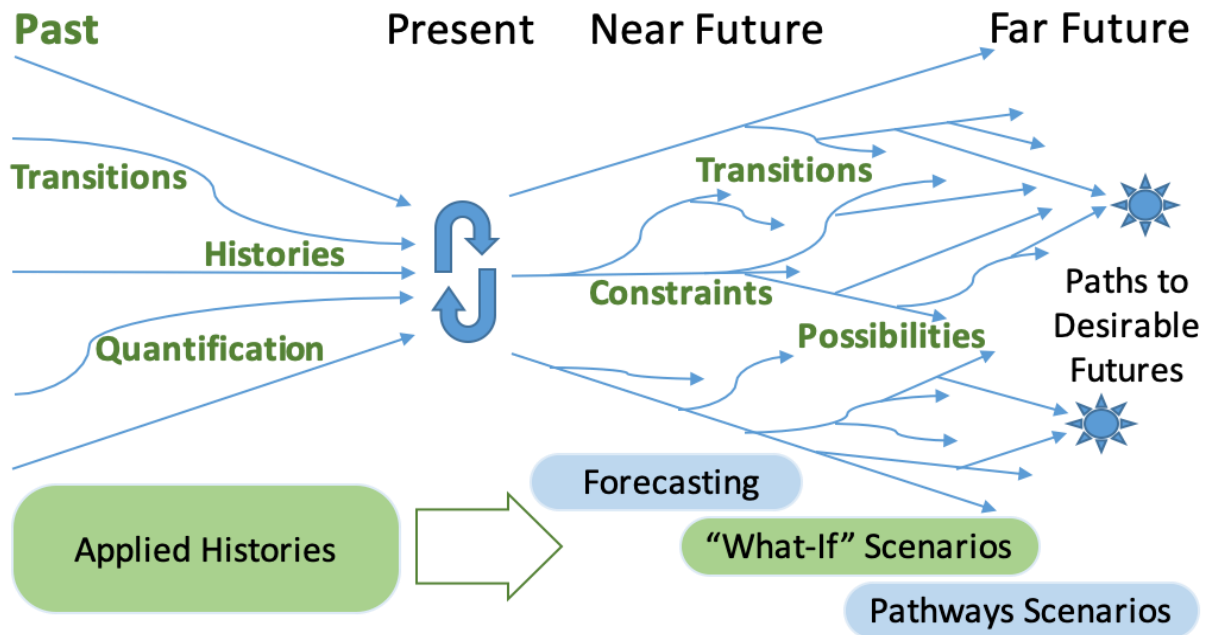 Past Present Near Future Far Future
Transitions
Transitions
Histories
Constraints
Quantification
Possibilities
Paths to
Desirable
Futures
Forecasting
Applied Histories
“What-If” Scenarios
Pathways Scenarios